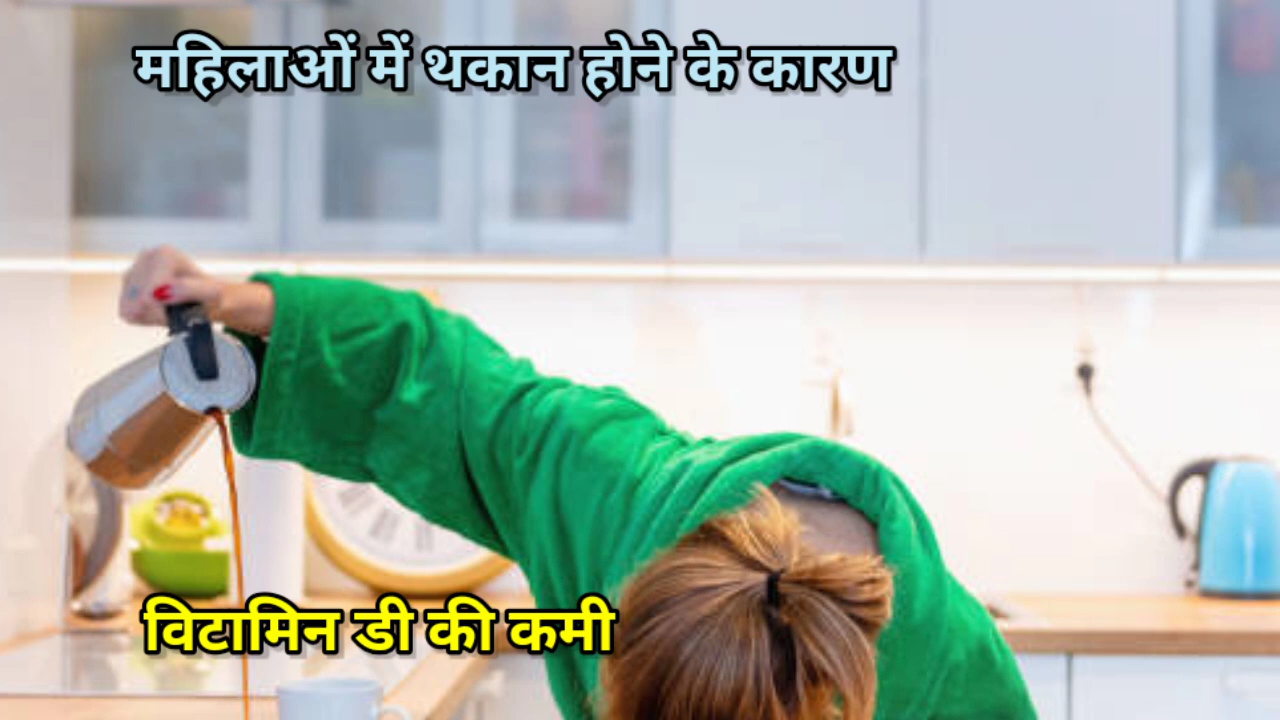 महिलाओं में थकान होने के कारण
विटामिन डी की कमी